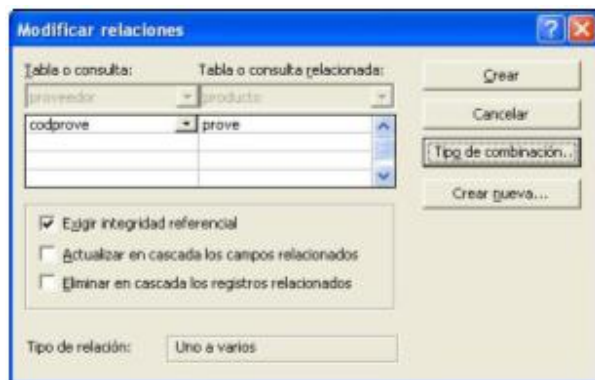 Modificar relaciones
Tabla o consulta: Tabla o consulta relacionada:
proveedor producto
codprove prove
Crear
Cancelar
Tipo de combinación..
Crear nueva...
Exigir integridad referencial
Actualizar en cascada los campos relacionados
Eliminar en cascada los registros relacionados
Tipo de relación: Uno a varios